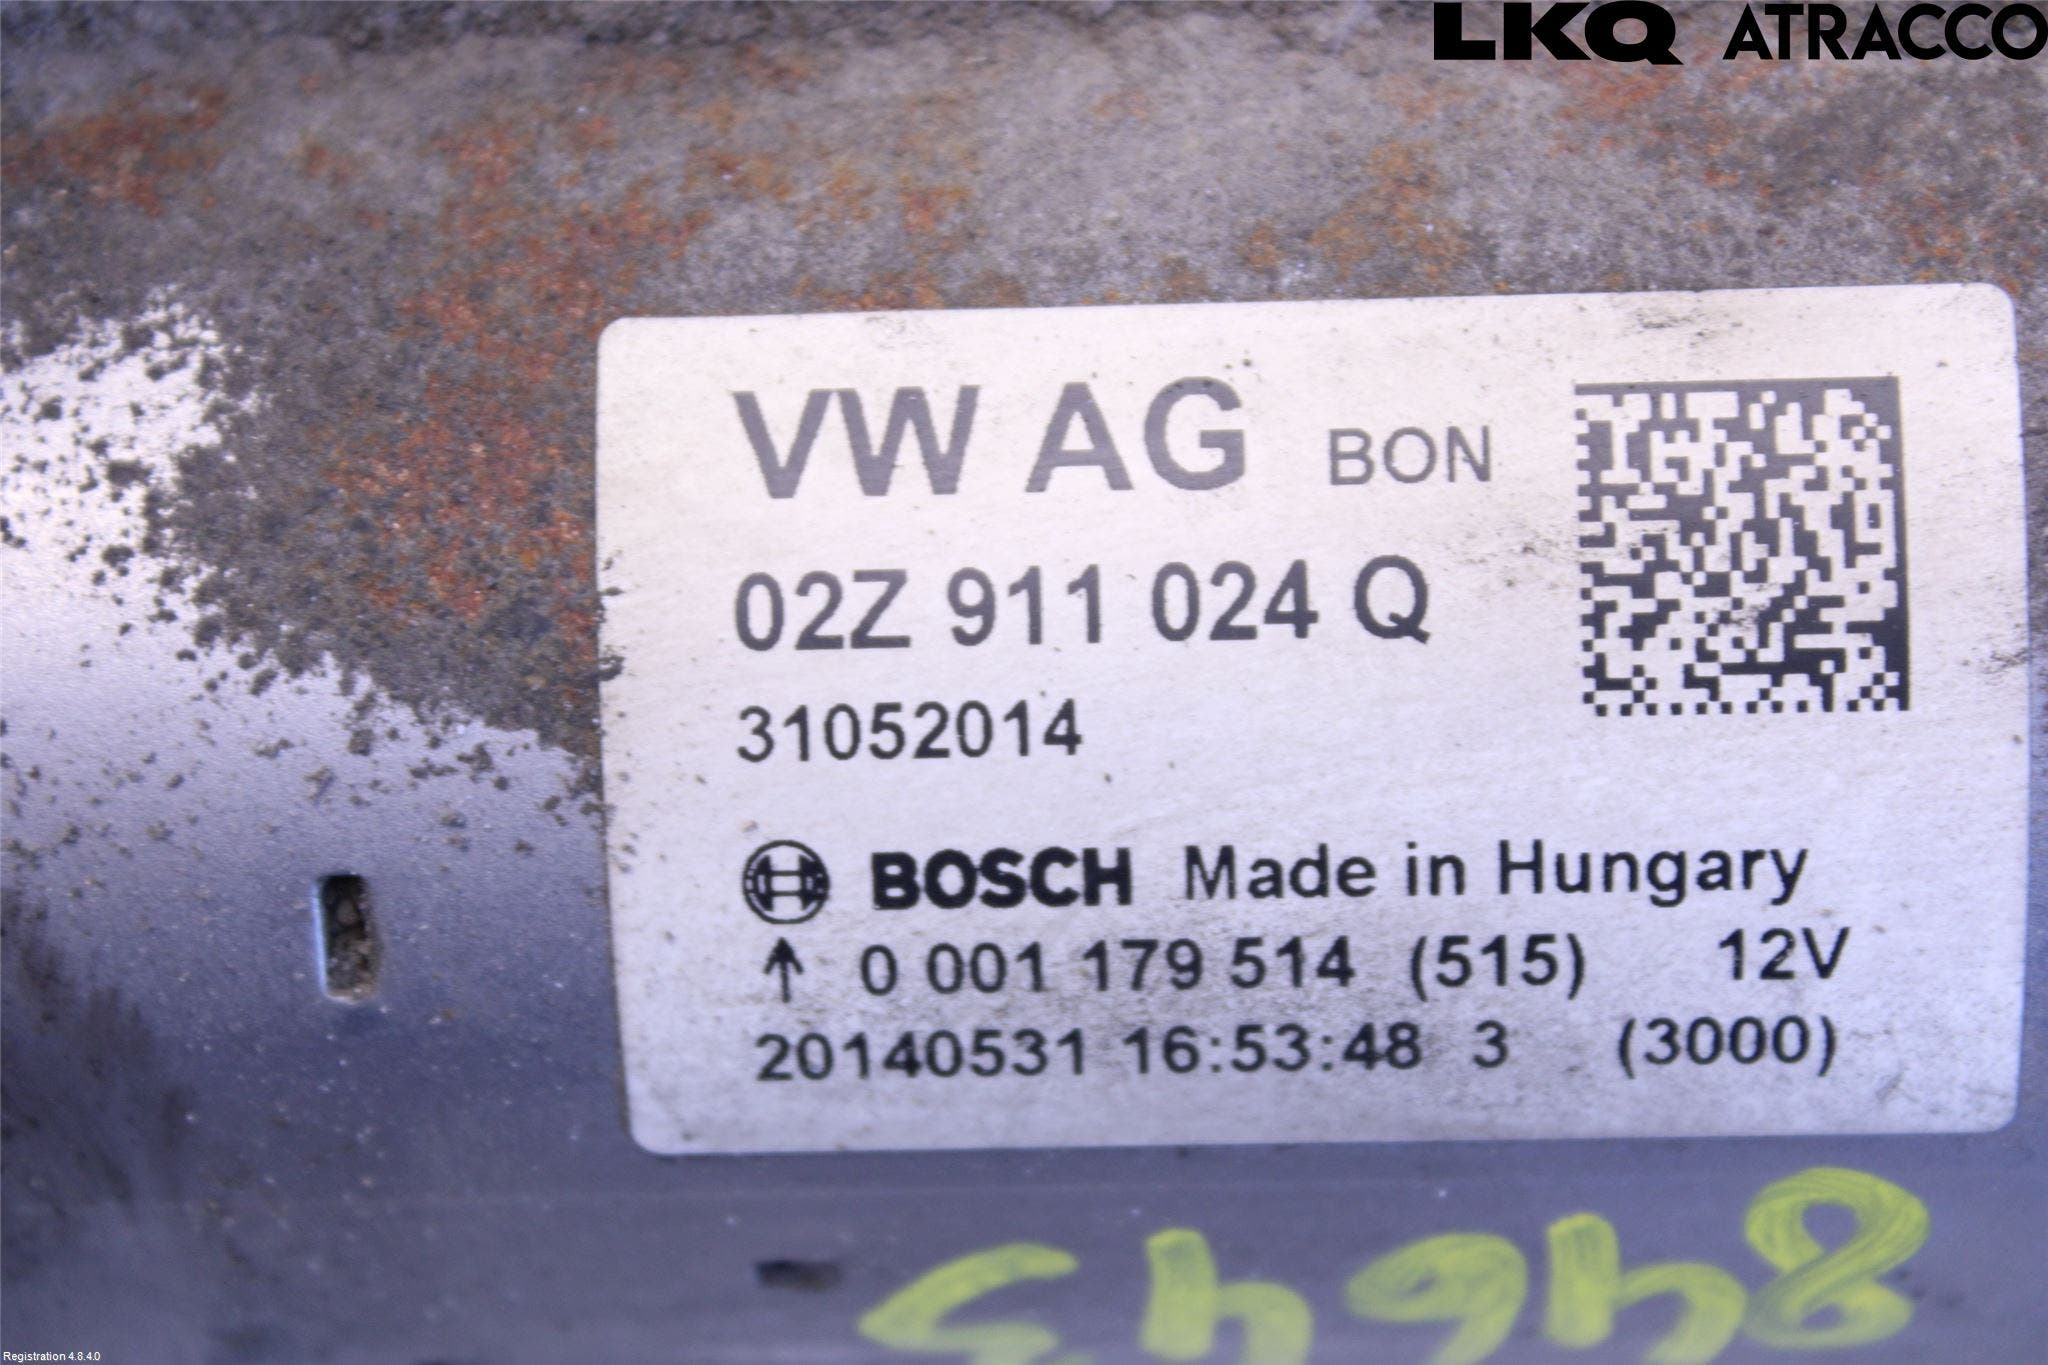 LKQ ATRACCO
VW AG BON
02Z 911 024 Q
31052014
BOSCH Made in Hungary
↑ 0 001 179 514 (515) 12V
20140531 16:53:48 3 (3000)
Registration 4.8.4.0